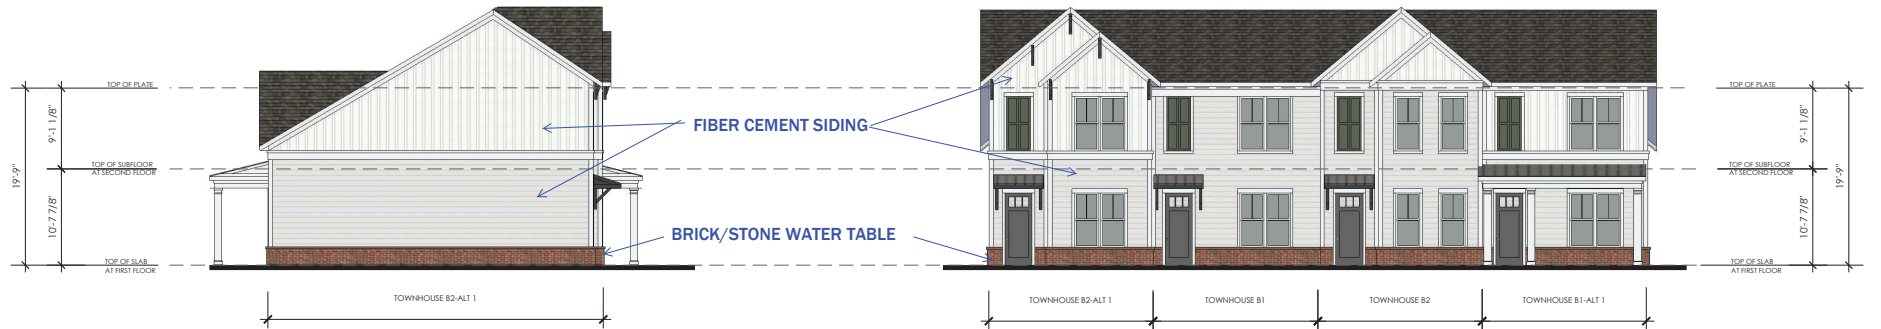 TOP OF PLATE
9'-1 1/8"
TOP OF SUBFLOOR
AT SECOND FLOOR
19'-9"
10'-7 7/8"
TOP OF SLAB
AT FIRST FLOOR
TOWNHOUSE B2-ALT 1
FIBER CEMENT SIDING
BRICK/STONE WATER TABLE
TOWNHOUSE B2-ALT 1
TOWNHOUSE B1
TOWNHOUSE B2
TOWNHOUSE B1-ALT 1
TOP OF PLATE
9'-1 1/8"
TOP OF SUBFLOOR
AT SECOND FLOOR
19'-9"
10'-7 7/8"
TOP OF SLAB
AT FIRST FLOOR